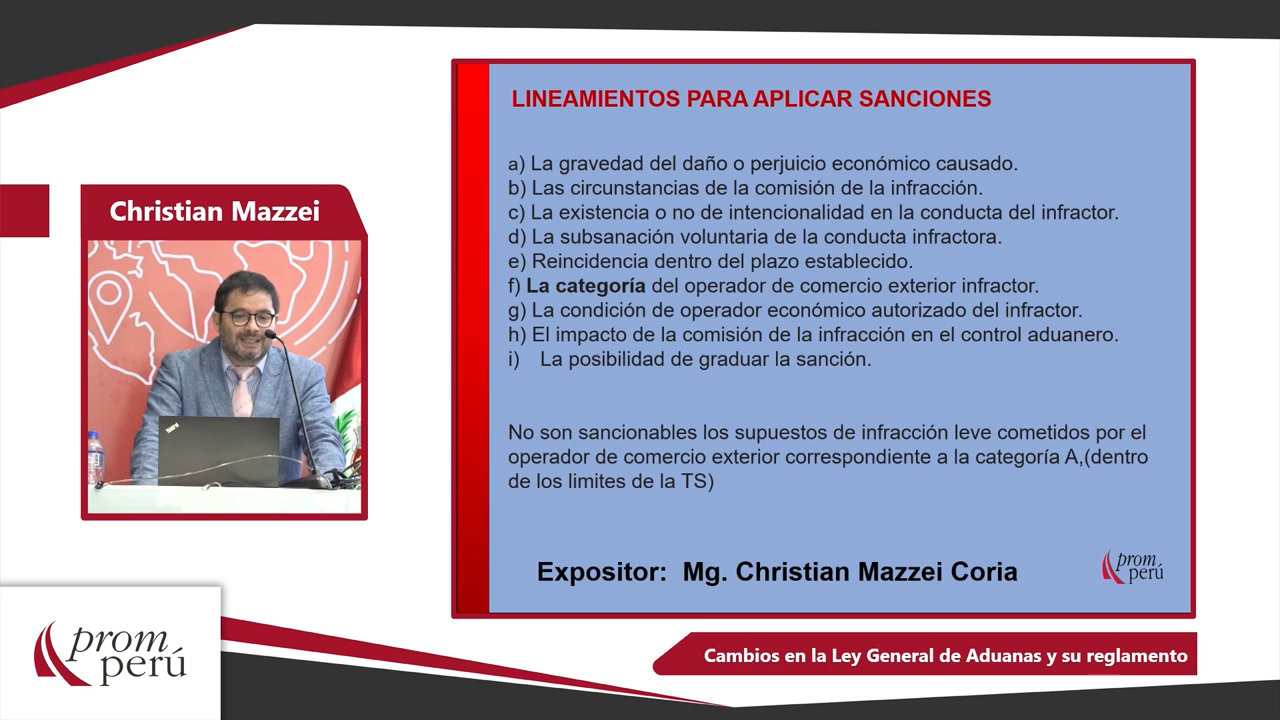 Christian Mazzei
LINEAMIENTOS PARA APLICAR SANCIONES
a) La gravedad del daño o perjuicio económico causado.
b) Las circunstancias de la comisión de la infracción.
c) La existencia o no de intencionalidad en la conducta del infractor.
d) La subsanación voluntaria de la conducta infractora.
e) Reincidencia dentro del plazo establecido.
f) La categoría del operador de comercio exterior infractor.
g) La condición de operador económico autorizado del infractor.
h) El impacto de la comisión de la infracción en el control aduanero.
i) La posibilidad de graduar la sanción.
No son sancionables los supuestos de infracción leve cometidos por el
operador de comercio exterior correspondiente a la categoría A,(dentro
de los limites de la TS)
Expositor: Mg. Christian Mazzei Coria
prom
perú
prom
perú
Cambios en la Ley General de Aduanas y su reglamento